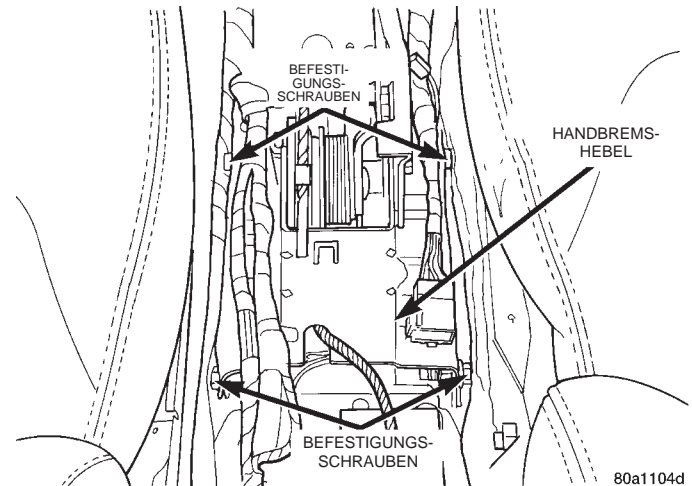 BEFESTI-
GUNGS-
SCHRAUBEN
HANDBREMS-
HEBEL
BEFESTIGUNGS-
SCHRAUBEN
80a1104d